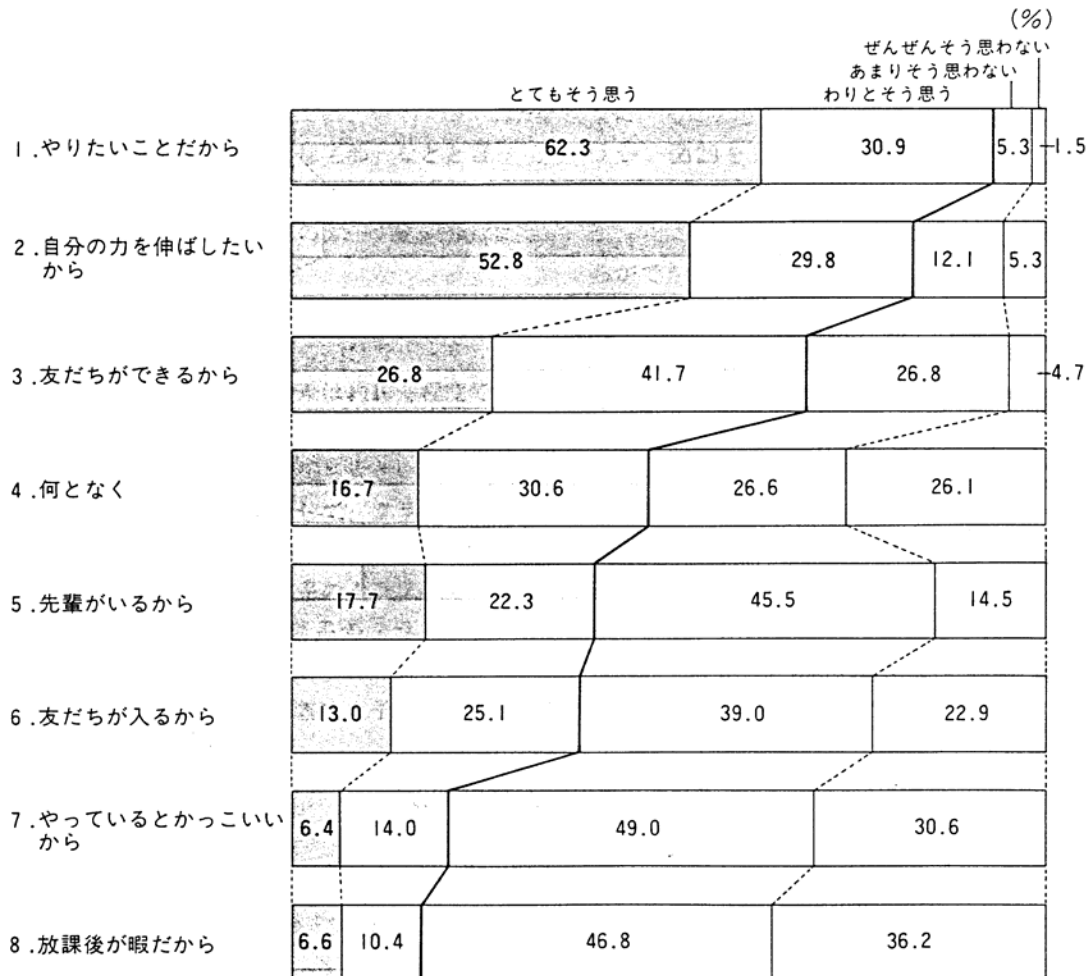 (%)
ぜんぜんそう思わない
あまりそう思わない
とてもそう思う わりとそう思う
1.やりたいことだから 62.3 30.9 5.3 1.5
2.自分の力を伸ばしたい
から 52.8 29.8 12.1 5.3
3.友だちができるから 26.8 41.7 26.8 4.7
4.何となく 16.7 30.6 26.6 26.1
5.先輩がいるから 17.7 22.3 45.5 14.5
6.友だちが入るから 13.0 25.1 39.0 22.9
7.やっているとかっこいい
から 6.4 14.0 49.0 30.6
8.放課後が暇だから 6.6 10.4 46.8 36.2